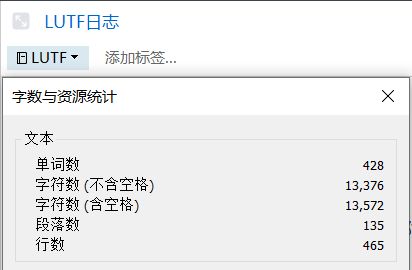 LUTF日志
LUTF 添加标签...
字数与资源统计
文本
单词数 428
字符数 (不含空格) 13,376
字符数 (含空格) 13,572
段落数 135
行数 465